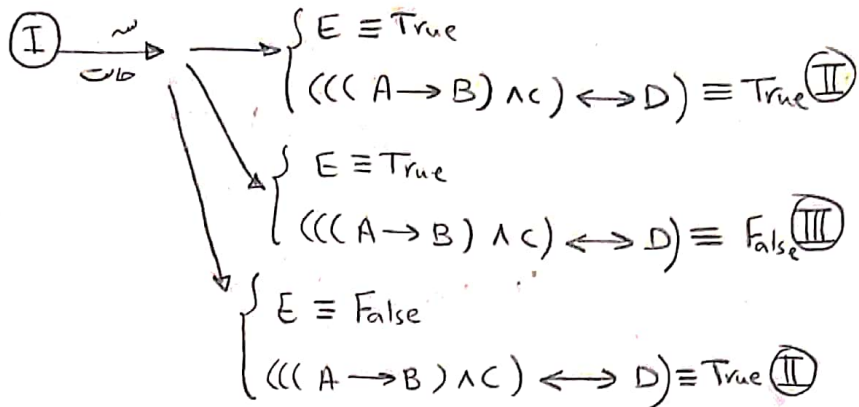 Ⓘ سه حالت
E ≡ True
(((A → B) ∧ C) ↔ D) ≡ True Ⅱ
E ≡ True
(((A → B) ∧ C) ↔ D) ≡ False Ⅲ
E ≡ False
(((A → B) ∧ C) ↔ D) ≡ True Ⅱ